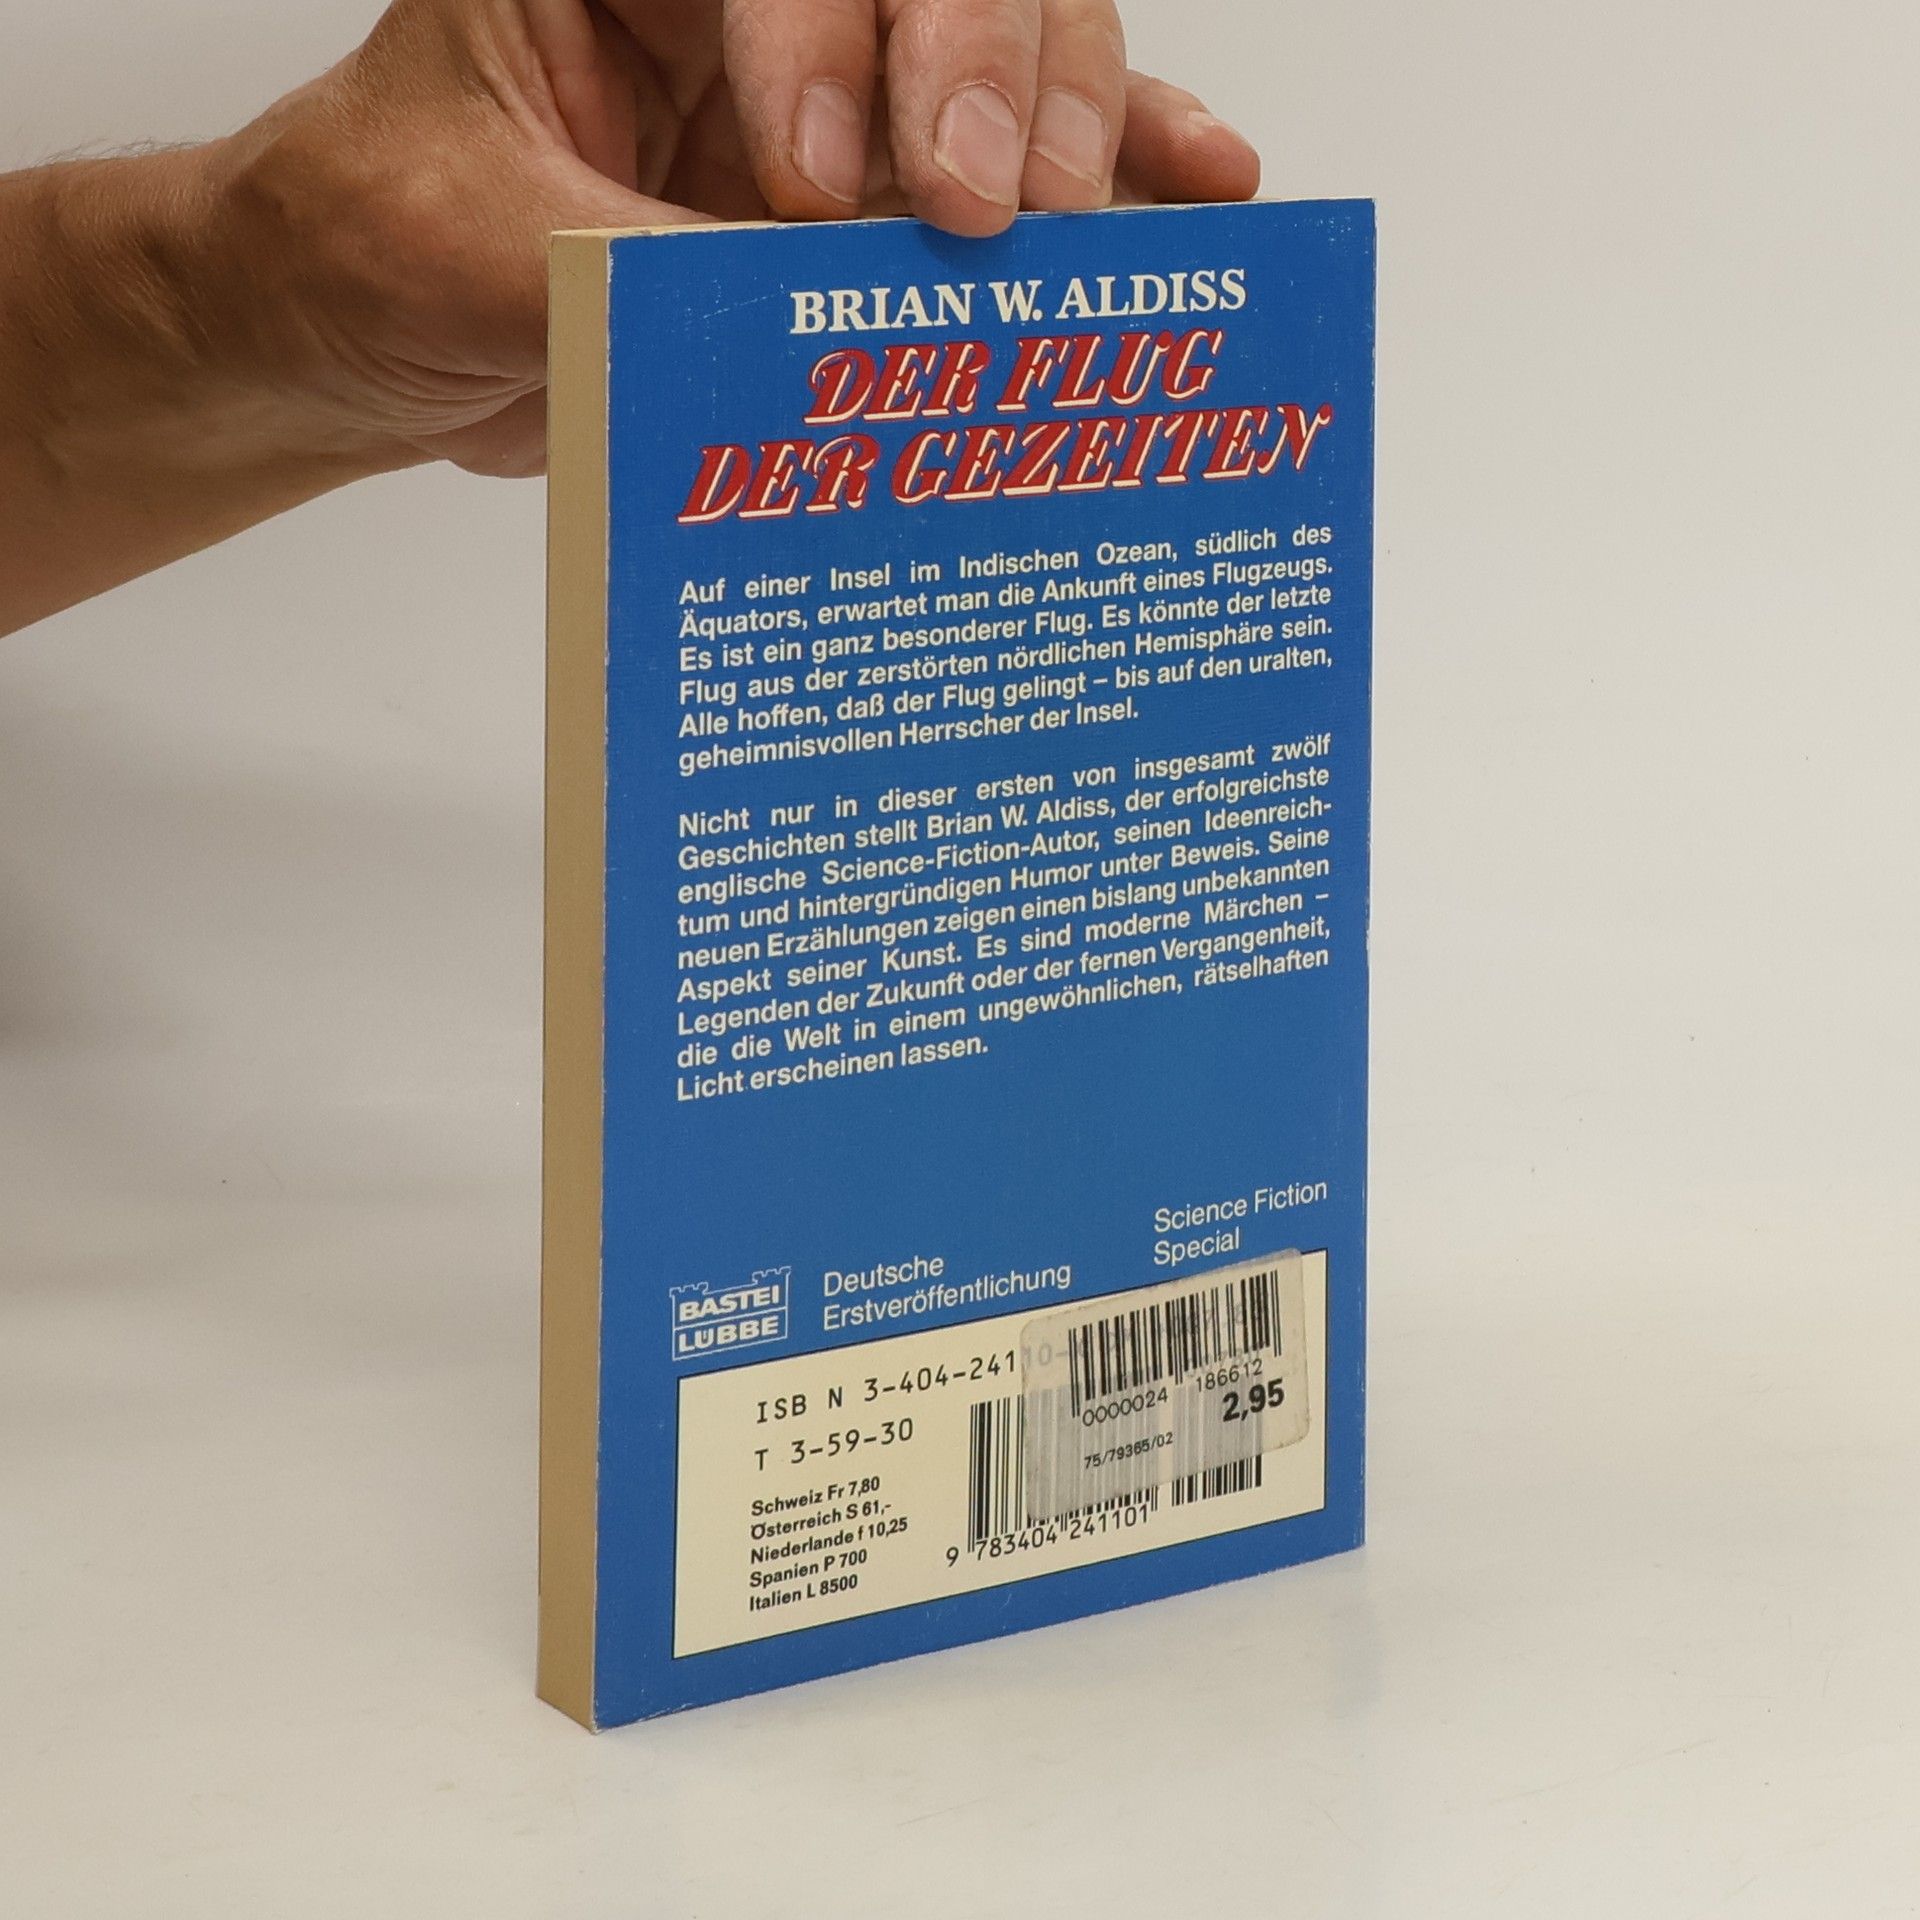 BRIAN W. ALDISS
DER FLUG
DER GEZEITEN
Auf einer Insel im Indischen Ozean, südlich des
Äquators, erwartet man die Ankunft eines Flugzeugs.
Es ist ein ganz besonderer Flug. Es könnte der letzte
Flug aus der zerstörten nördlichen Hemisphäre sein.
Alle hoffen, daß der Flug gelingt – bis auf den uralten,
geheimnisvollen Herrscher der Insel.
Nicht nur in dieser ersten von insgesamt zwölf
Geschichten stellt Brian W. Aldiss, der erfolgreichste
englische Science-Fiction-Autor, seinen Ideenreich-
tum und hintergründigen Humor unter Beweis. Seine
neuen Erzählungen zeigen einen bislang unbekannten
Aspekt seiner Kunst. Es sind moderne Märchen –
Legenden der Zukunft oder der fernen Vergangenheit,
die die Welt in einem ungewöhnlichen, rätselhaften
Licht erscheinen lassen.
Science Fiction
Special
Deutsche
Erstveröffentlichung
BASTEI
LÜBBE
ISB N 3-404-24110-
T 3-59-30
Schweiz Fr 7,80
Österreich S 61,-
Niederlande f 10,25
Spanien P 700
Italien L 8500
0000024 186612
2,95
75/79365/02
9 783404 241101